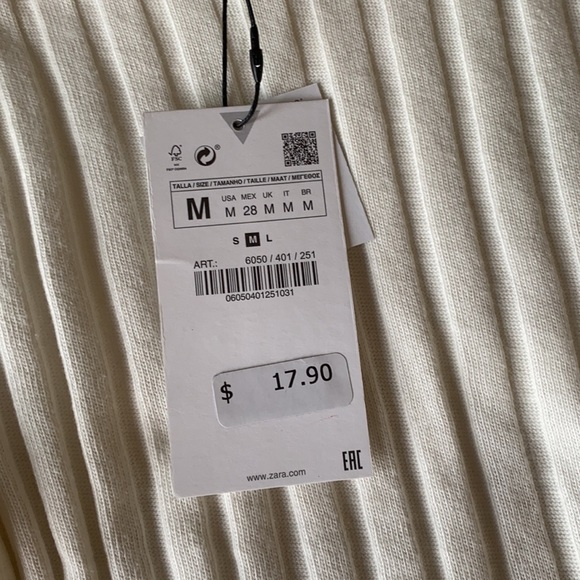 FSC
®
TALLA / SIZE / TAMANHO / TAILLE / MAAT / ΜΕΓΕΘΟΣ
M USA MEX UK IT BR
M 28 M M M
S M L
ART.: 6050 / 401 / 251
06050401251031
$ 17.90
www.zara.com
EAC